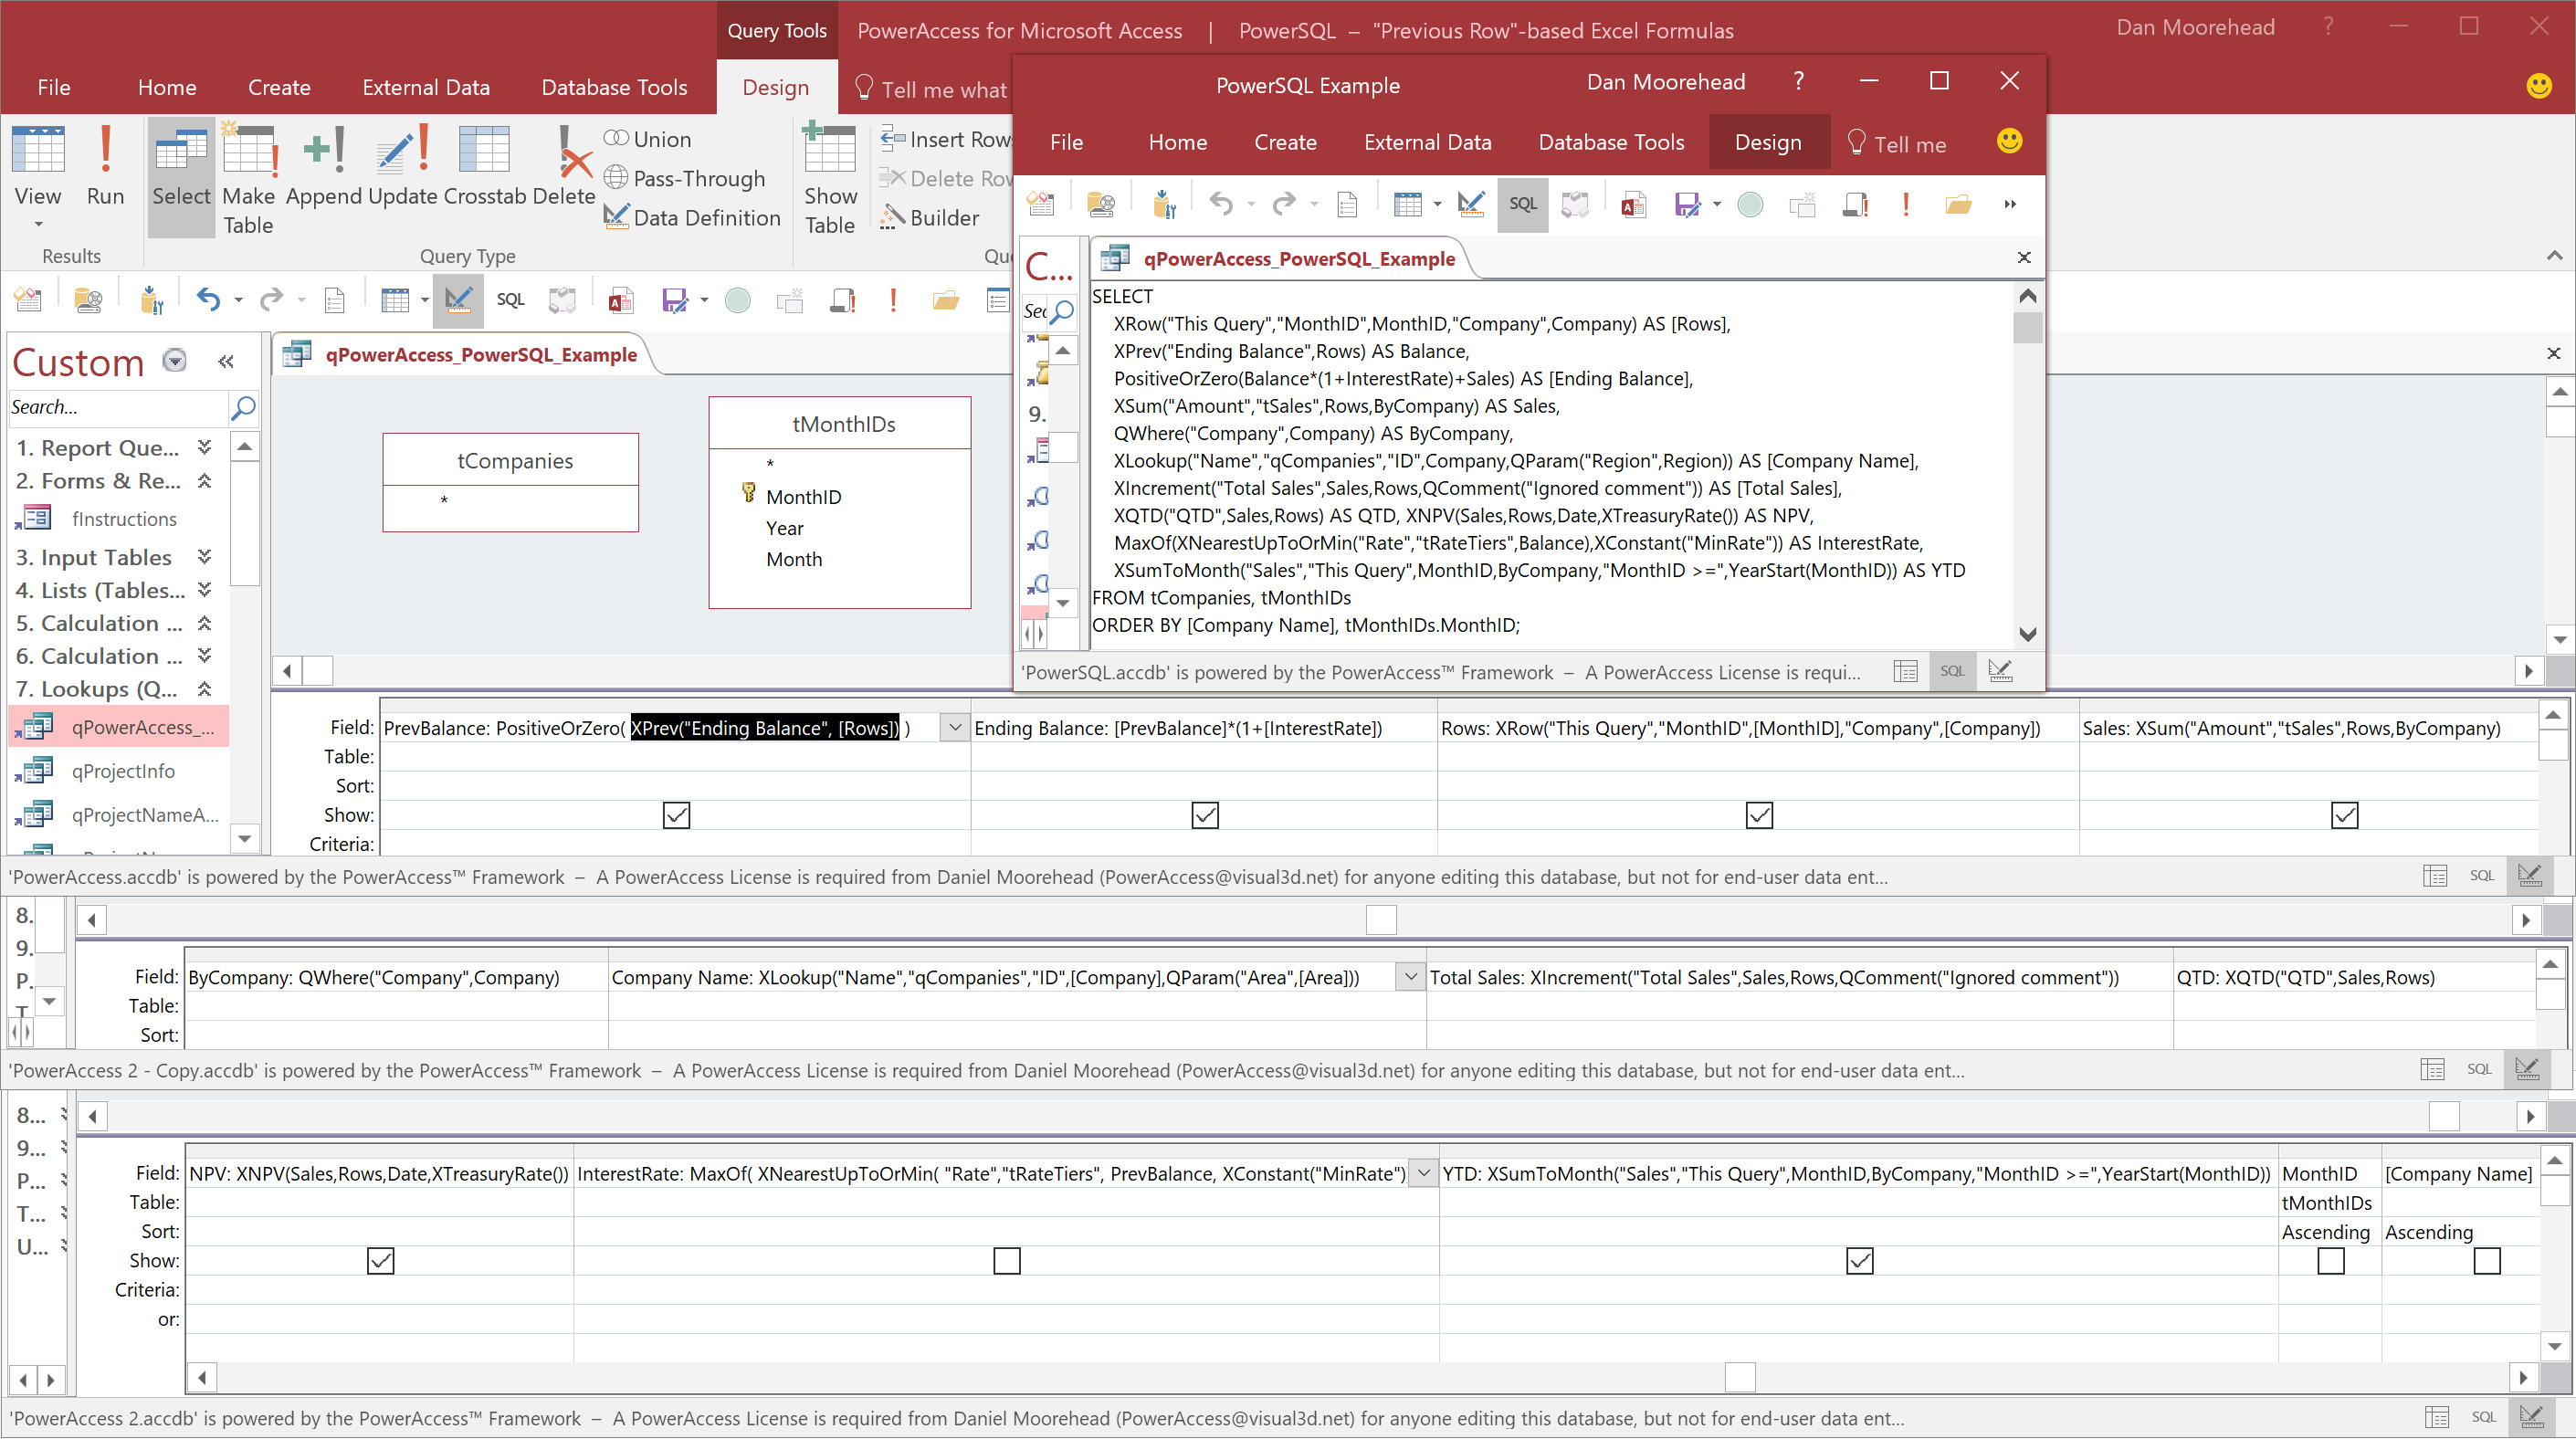 Query Tools
PowerAccess for Microsoft Access | PowerSQL – "Previous Row"-based Excel Formulas
Dan Moorehead ?
File Home Create External Data Database Tools Design Tell me what
View
Run
Select
Make Table
Append
Update
Crosstab
Delete
Union
Pass-Through
Data Definition
Show Table
Insert Rows
Delete Row
Builder
Results
Query Type
SQL
Custom
Search...
1. Report Que...
2. Forms & Re...
fInstructions
3. Input Tables
4. Lists (Tables...
5. Calculation ...
6. Calculation ...
7. Lookups (Q...
qPowerAccess_...
qProjectInfo
qProjectNameA...
qPowerAccess_PowerSQL_Example
tCompanies
*
tMonthIDs
*
MonthID
Year
Month
PowerSQL Example
Dan Moorehead ?
File Home Create External Data Database Tools Design Tell me
SQL
C...
9.
qPowerAccess_PowerSQL_Example
SELECT
XRow("This Query","MonthID",MonthID,"Company",Company) AS [Rows],
XPrev("Ending Balance",Rows) AS Balance,
PositiveOrZero(Balance*(1+InterestRate)+Sales) AS [Ending Balance],
XSum("Amount","tSales",Rows,ByCompany) AS Sales,
QWhere("Company",Company) AS ByCompany,
XLookup("Name","qCompanies","ID",Company,QParam("Region",Region)) AS [Company Name],
XIncrement("Total Sales",Sales,Rows,QComment("Ignored comment")) AS [Total Sales],
XQTD("QTD",Sales,Rows) AS QTD, XNPV(Sales,Rows,Date,XTreasuryRate()) AS NPV,
MaxOf(XNearestUpToOrMin("Rate","tRateTiers",Balance),XConstant("MinRate")) AS InterestRate,
XSumToMonth("Sales","This Query",MonthID,ByCompany,"MonthID >=",YearStart(MonthID)) AS YTD
FROM tCompanies, tMonthIDs
ORDER BY [Company Name], tMonthIDs.MonthID;
'PowerSQL.accdb' is powered by the PowerAccess™ Framework – A PowerAccess License is requi...
SQL
Field: PrevBalance: PositiveOrZero( XPrev("Ending Balance", [Rows]) ) Ending Balance: [PrevBalance]*(1+[InterestRate]) Rows: XRow("This Query","MonthID",[MonthID],"Company",[Company]) Sales: XSum("Amount","tSales",Rows,ByCompany)
Table:
Sort:
Show:
Criteria:
'PowerAccess.accdb' is powered by the PowerAccess™ Framework – A PowerAccess License is required from Daniel Moorehead (PowerAccess@visual3d.net) for anyone editing this database, but not for end-user data ent...
SQL
8.
9.
P.
T
Field: ByCompany: QWhere("Company",Company) Company Name: XLookup("Name","qCompanies","ID",[Company],QParam("Area",[Area])) Total Sales: XIncrement("Total Sales",Sales,Rows,QComment("Ignored comment")) QTD: XQTD("QTD",Sales,Rows)
Table:
Sort:
'PowerAccess 2 - Copy.accdb' is powered by the PowerAccess™ Framework – A PowerAccess License is required from Daniel Moorehead (PowerAccess@visual3d.net) for anyone editing this database, but not for end-user data ent...
SQL
8...
9...
P...
T...
U...
Field: NPV: XNPV(Sales,Rows,Date,XTreasuryRate()) InterestRate: MaxOf( XNearestUpToOrMin( "Rate","tRateTiers", PrevBalance, XConstant("MinRate") YTD: XSumToMonth("Sales","This Query",MonthID,ByCompany,"MonthID >=",YearStart(MonthID)) MonthID [Company Name]
Table: tMonthIDs
Sort: Ascending Ascending
Show:
Criteria:
or:
'PowerAccess 2.accdb' is powered by the PowerAccess™ Framework – A PowerAccess License is required from Daniel Moorehead (PowerAccess@visual3d.net) for anyone editing this database, but not for end-user data ent...
SQL